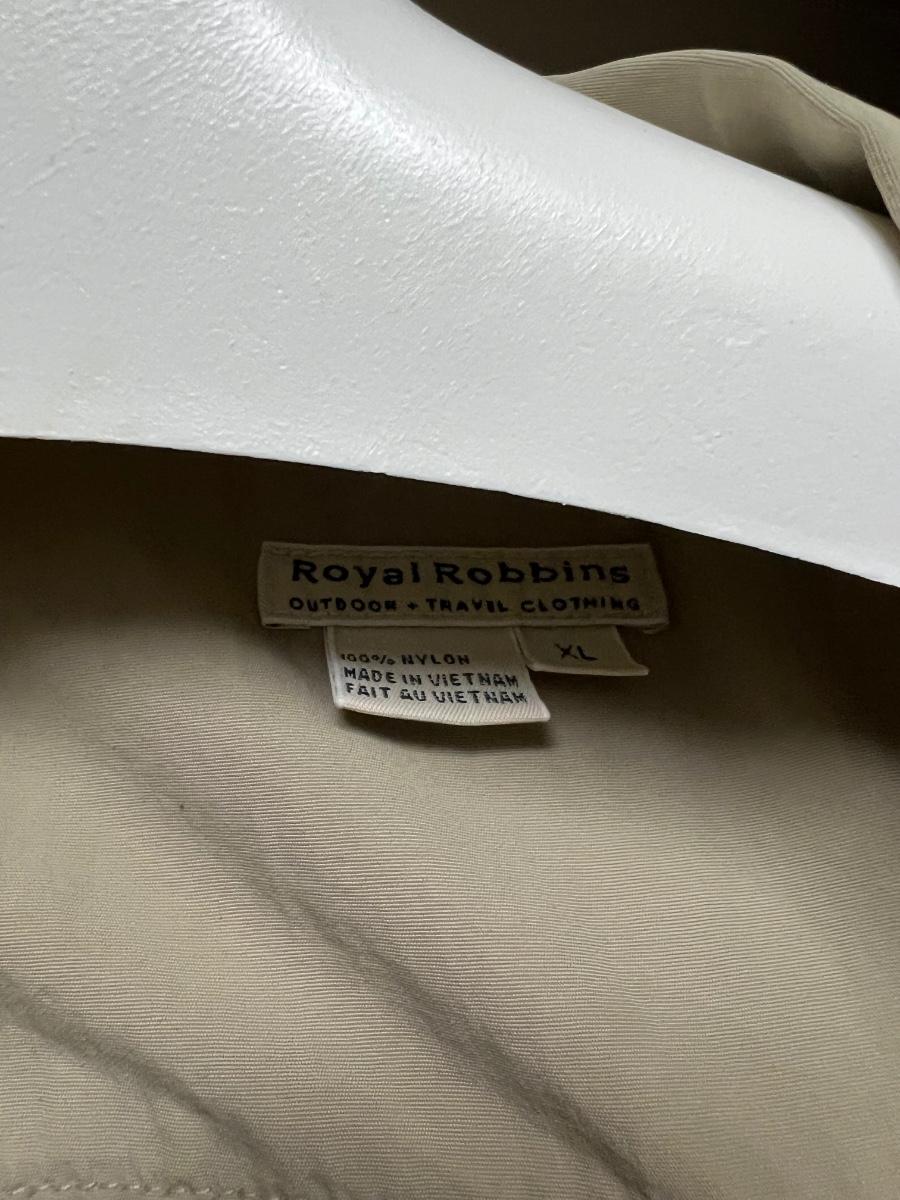 Royal Robbins
OUTDOOR + TRAVEL CLOTHING
XL
100% NYLON
MADE IN VIETNAM
FAIT AU VIETNAM